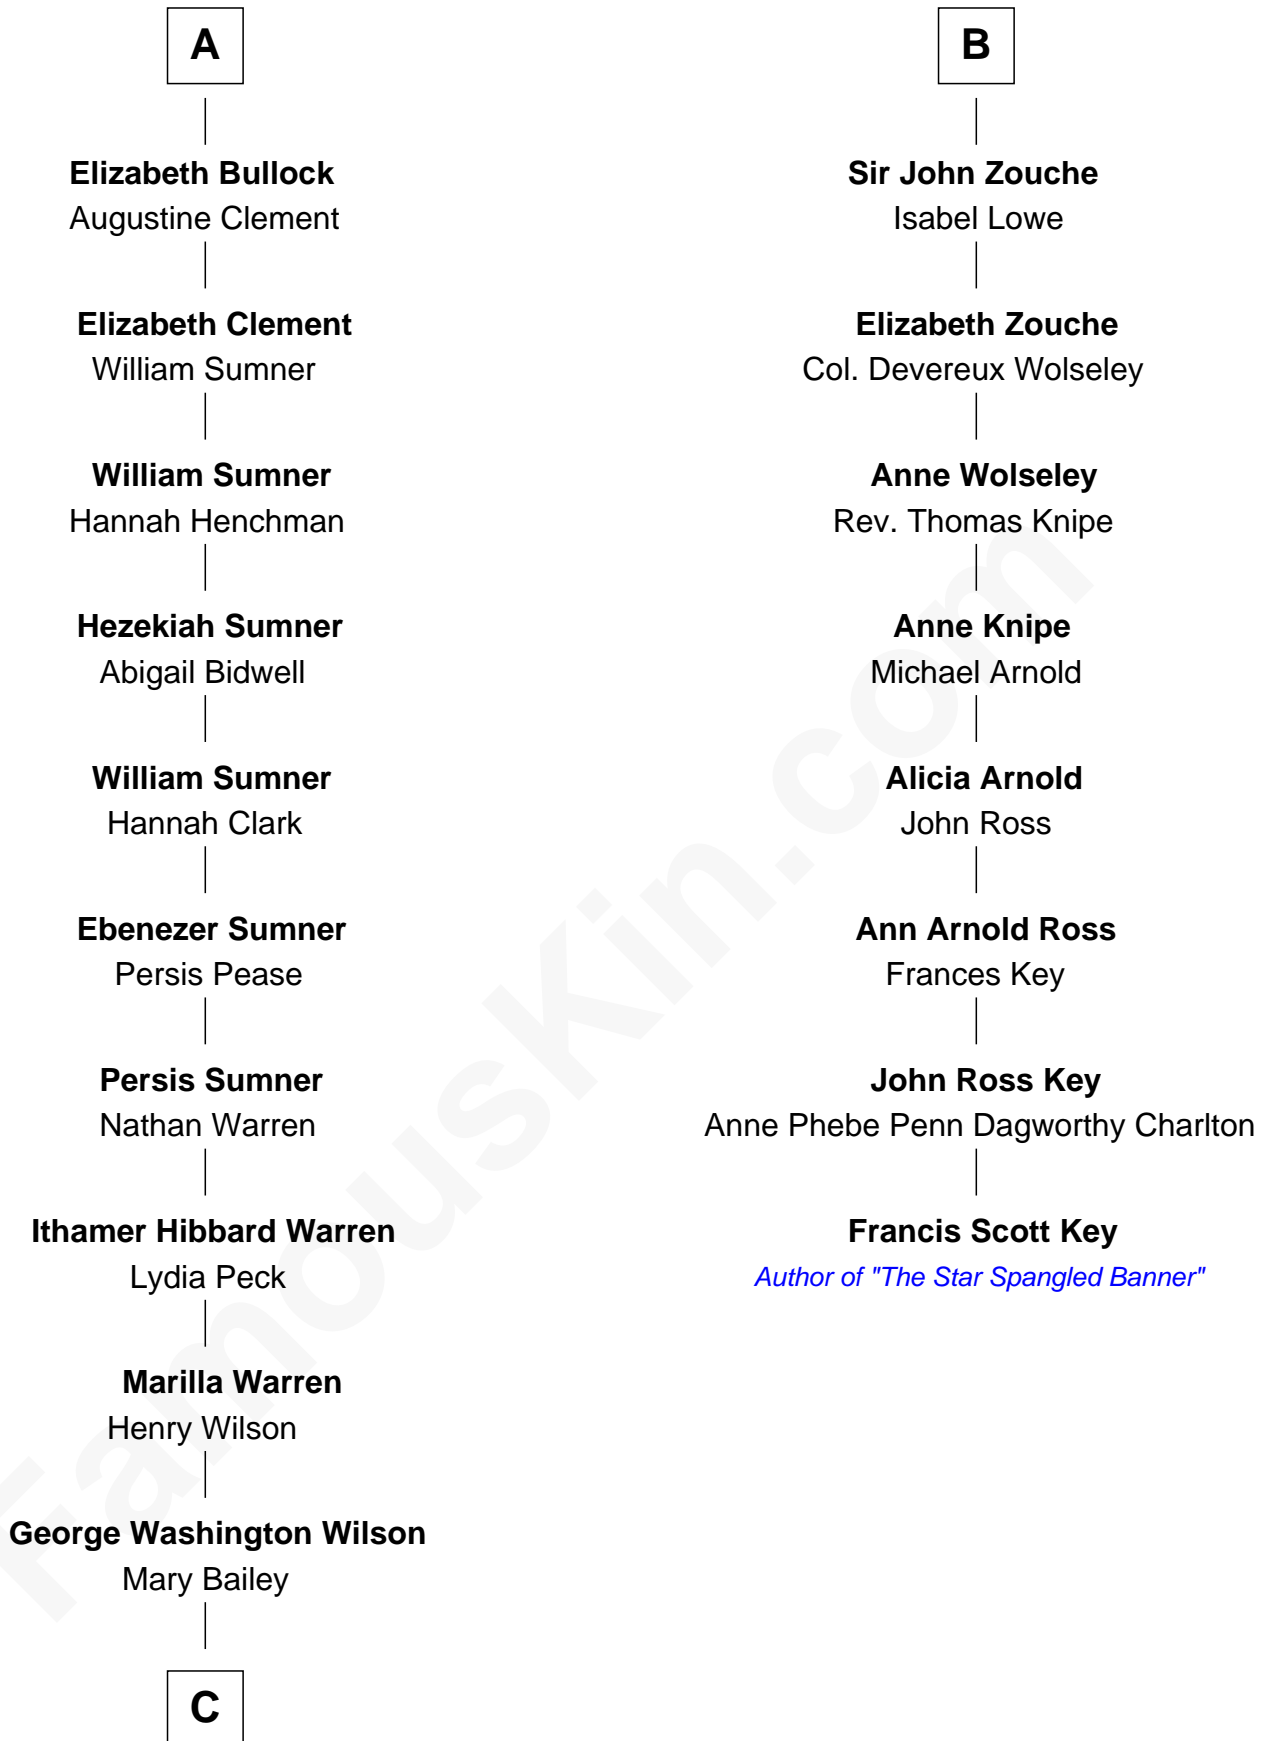 A
Elizabeth Bullock
Augustine Clement
Elizabeth Clement
William Sumner
William Sumner
Hannah Henchman
Hezekiah Sumner
Abigail Bidwell
William Sumner
Hannah Clark
Ebenezer Sumner
Persis Pease
Persis Sumner
Nathan Warren
Ithamer Hibbard Warren
Lydia Peck
Marilla Warren
Henry Wilson
George Washington Wilson
Mary Bailey
C
B
Sir John Zouche
Isabel Lowe
Elizabeth Zouche
Col. Devereux Wolseley
Anne Wolseley
Rev. Thomas Knipe
Anne Knipe
Michael Arnold
Alicia Arnold
John Ross
Ann Arnold Ross
Frances Key
John Ross Key
Anne Phebe Penn Dagworthy Charlton
Francis Scott Key
Author of "The Star Spangled Banner"
FamousKin.com